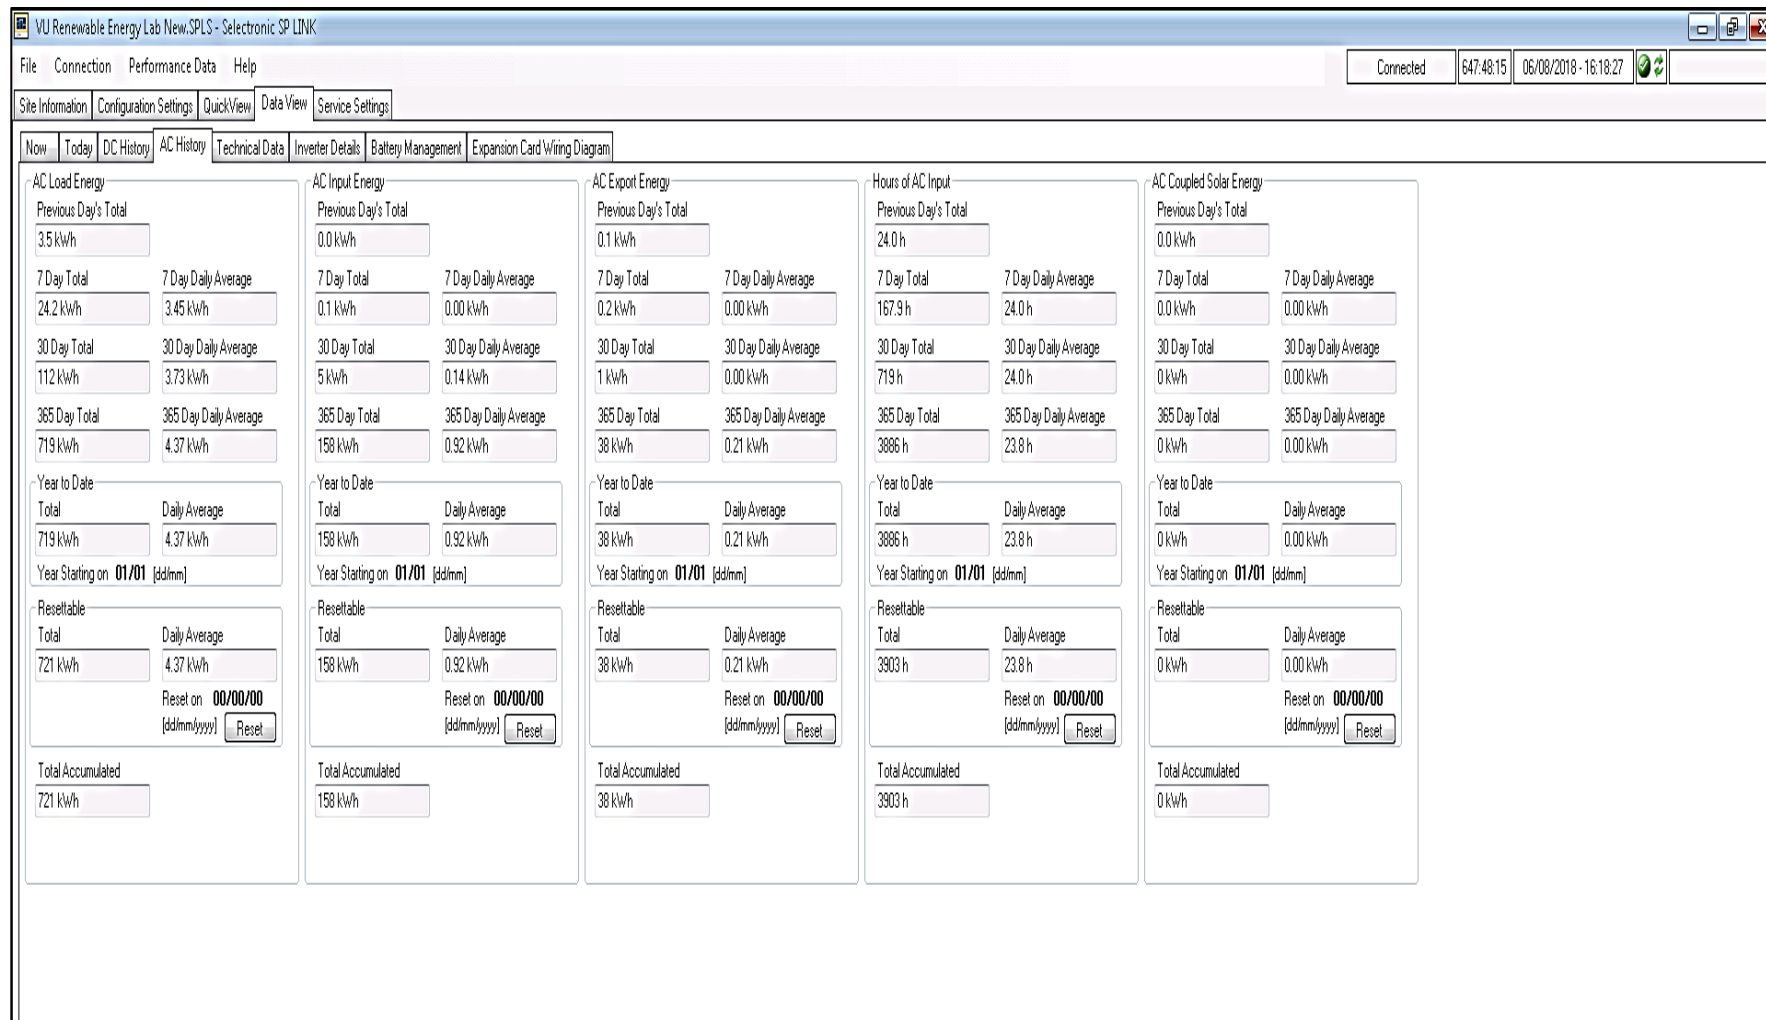 VU Renewable Energy Lab New.SPLS - Selectronic SP LINK
File Connection Performance Data Help
Connected 647:48:15 06/08/2018 - 16:18:27
Site Information Configuration Settings QuickView Data View Service Settings
Now Today DC History AC History Technical Data Inverter Details Battery Management Expansion Card Wiring Diagram
AC Load Energy
Previous Day's Total
3.5 kWh
7 Day Total 7 Day Daily Average
24.2 kWh 3.45 kWh
30 Day Total 30 Day Daily Average
112 kWh 3.73 kWh
365 Day Total 365 Day Daily Average
719 kWh 4.37 kWh
Year to Date
Total Daily Average
719 kWh 4.37 kWh
Year Starting on 01/01 [dd/mm]
Resettable
Total Daily Average
721 kWh 4.37 kWh
Reset on 00/00/00
[dd/mm/yyyy] Reset
Total Accumulated
721 kWh
AC Input Energy
Previous Day's Total
0.0 kWh
7 Day Total 7 Day Daily Average
0.1 kWh 0.00 kWh
30 Day Total 30 Day Daily Average
5 kWh 0.14 kWh
365 Day Total 365 Day Daily Average
158 kWh 0.92 kWh
Year to Date
Total Daily Average
158 kWh 0.92 kWh
Year Starting on 01/01 [dd/mm]
Resettable
Total Daily Average
158 kWh 0.92 kWh
Reset on 00/00/00
[dd/mm/yyyy] Reset
Total Accumulated
158 kWh
AC Export Energy
Previous Day's Total
0.1 kWh
7 Day Total 7 Day Daily Average
0.2 kWh 0.00 kWh
30 Day Total 30 Day Daily Average
1 kWh 0.00 kWh
365 Day Total 365 Day Daily Average
38 kWh 0.21 kWh
Year to Date
Total Daily Average
38 kWh 0.21 kWh
Year Starting on 01/01 [dd/mm]
Resettable
Total Daily Average
38 kWh 0.21 kWh
Reset on 00/00/00
[dd/mm/yyyy] Reset
Total Accumulated
38 kWh
Hours of AC Input
Previous Day's Total
24.0 h
7 Day Total 7 Day Daily Average
167.9 h 24.0 h
30 Day Total 30 Day Daily Average
719 h 24.0 h
365 Day Total 365 Day Daily Average
3886 h 23.8 h
Year to Date
Total Daily Average
3886 h 23.8 h
Year Starting on 01/01 [dd/mm]
Resettable
Total Daily Average
3903 h 23.8 h
Reset on 00/00/00
[dd/mm/yyyy] Reset
Total Accumulated
3903 h
AC Coupled Solar Energy
Previous Day's Total
0.0 kWh
7 Day Total 7 Day Daily Average
0.0 kWh 0.00 kWh
30 Day Total 30 Day Daily Average
0 kWh 0.00 kWh
365 Day Total 365 Day Daily Average
0 kWh 0.00 kWh
Year to Date
Total Daily Average
0 kWh 0.00 kWh
Year Starting on 01/01 [dd/mm]
Resettable
Total Daily Average
0 kWh 0.00 kWh
Reset on 00/00/00
[dd/mm/yyyy] Reset
Total Accumulated
0 kWh